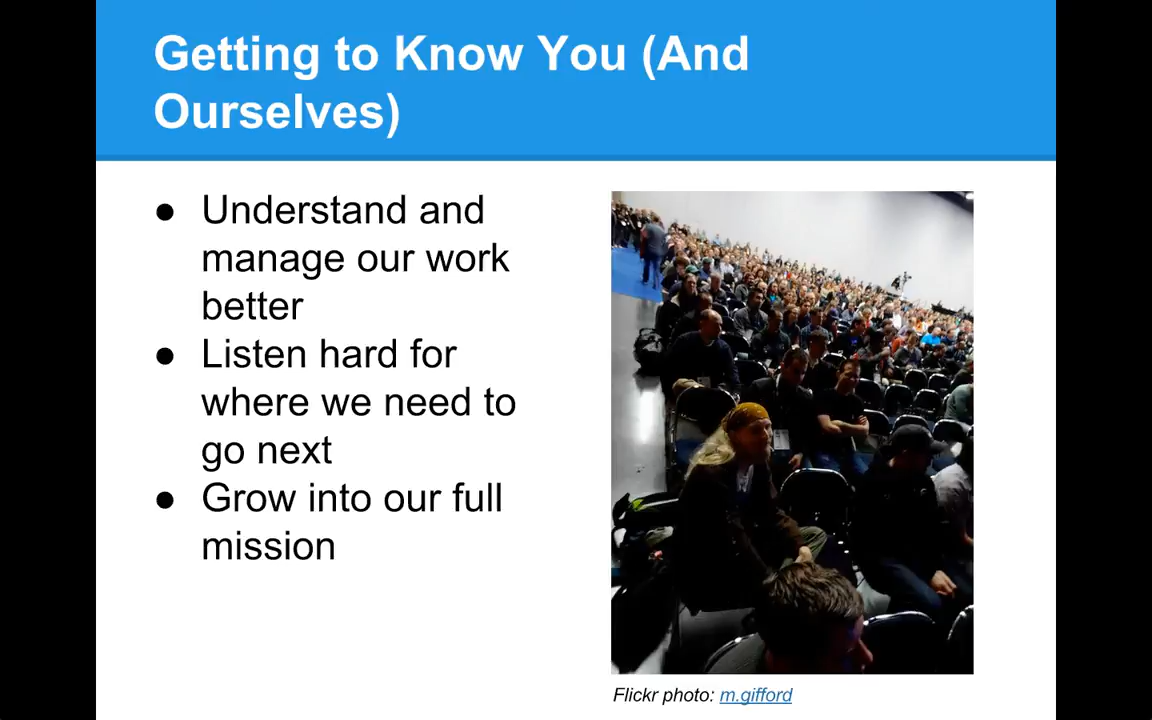 Getting to Know You (And
Ourselves)
● Understand and
manage our work
better
● Listen hard for
where we need to
go next
● Grow into our full
mission
Flickr photo: m.gifford